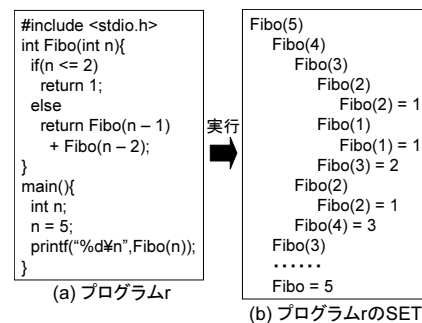 #include <stdio.h>
int Fibo(int n){
if(n <= 2)
return 1;
else
return Fibo(n – 1)
+ Fibo(n – 2);
}
main(){
int n;
n = 5;
printf(“%d¥n”,Fibo(n));
}
(a) プログラムr
実行
Fibo(5)
Fibo(4)
Fibo(3)
Fibo(2)
Fibo(2) = 1
Fibo(1)
Fibo(1) = 1
Fibo(3) = 2
Fibo(2)
Fibo(2) = 1
Fibo(4) = 3
Fibo(3)
‥‥‥
Fibo = 5
(b) プログラムrのSET